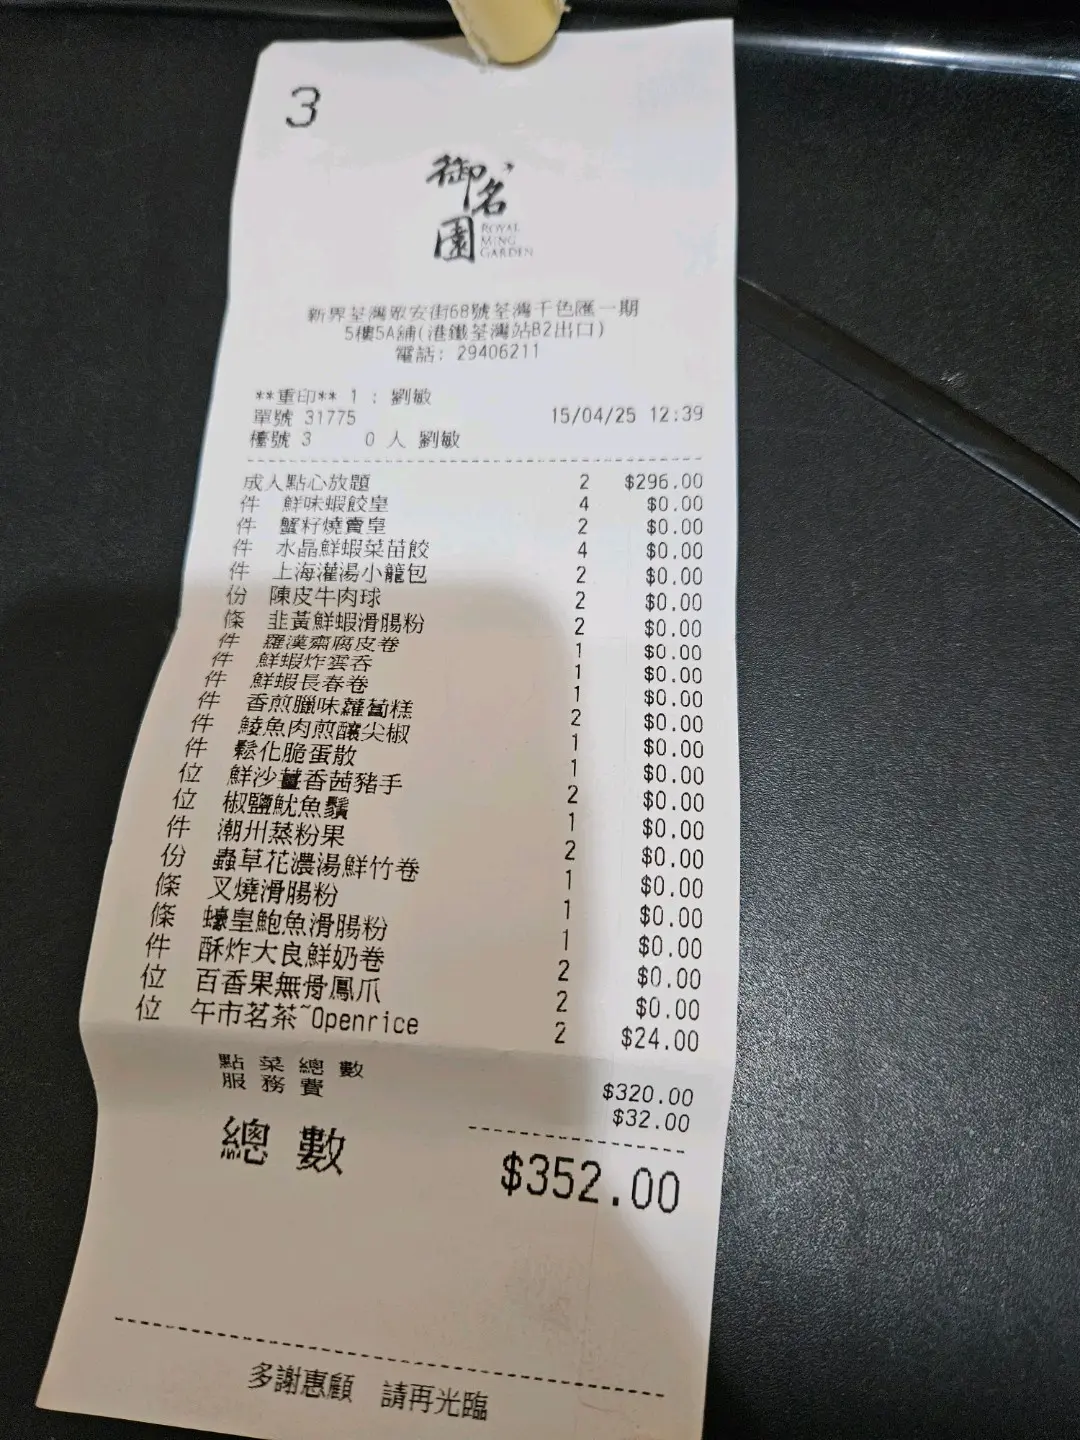 3
御名園
ROYAL
MING
GARDEN
新界荃灣眾安街68號荃灣千色匯一期
5樓5A舖(港鐵荃灣站B2出口)
電話: 29406211
**重印** 1 : 劉敏
單號 31775 15/04/25 12:39
檯號 3 0 人 劉敏
成人點心放題 2 $296.00
件 鮮味蝦餃皇 4 $0.00
件 蟹籽燒賣皇 2 $0.00
件 水晶鮮蝦菜苗餃 4 $0.00
件 上海灌湯小籠包 2 $0.00
份 陳皮牛肉球 2 $0.00
條 韭黃鮮蝦滑腸粉 2 $0.00
件 羅漢齋腐皮卷 1 $0.00
件 鮮蝦炸雲吞 1 $0.00
件 鮮蝦長春卷 1 $0.00
件 香煎臘味蘿蔔糕 2 $0.00
件 鯪魚肉煎釀尖椒 1 $0.00
件 鬆化脆蛋散 1 $0.00
位 鮮沙薑香茜豬手 2 $0.00
位 椒鹽魷魚鬚 1 $0.00
件 潮州蒸粉果 2 $0.00
份 蟲草花濃湯鮮竹卷 1 $0.00
條 叉燒滑腸粉 1 $0.00
條 蠔皇鮑魚滑腸粉 1 $0.00
件 酥炸大良鮮奶卷 2 $0.00
位 百香果無骨鳳爪 2 $0.00
位 午市茗茶~Openrice 2 $24.00
點菜總數 $320.00
服務費 $32.00
總數 $352.00
多謝惠顧 請再光臨